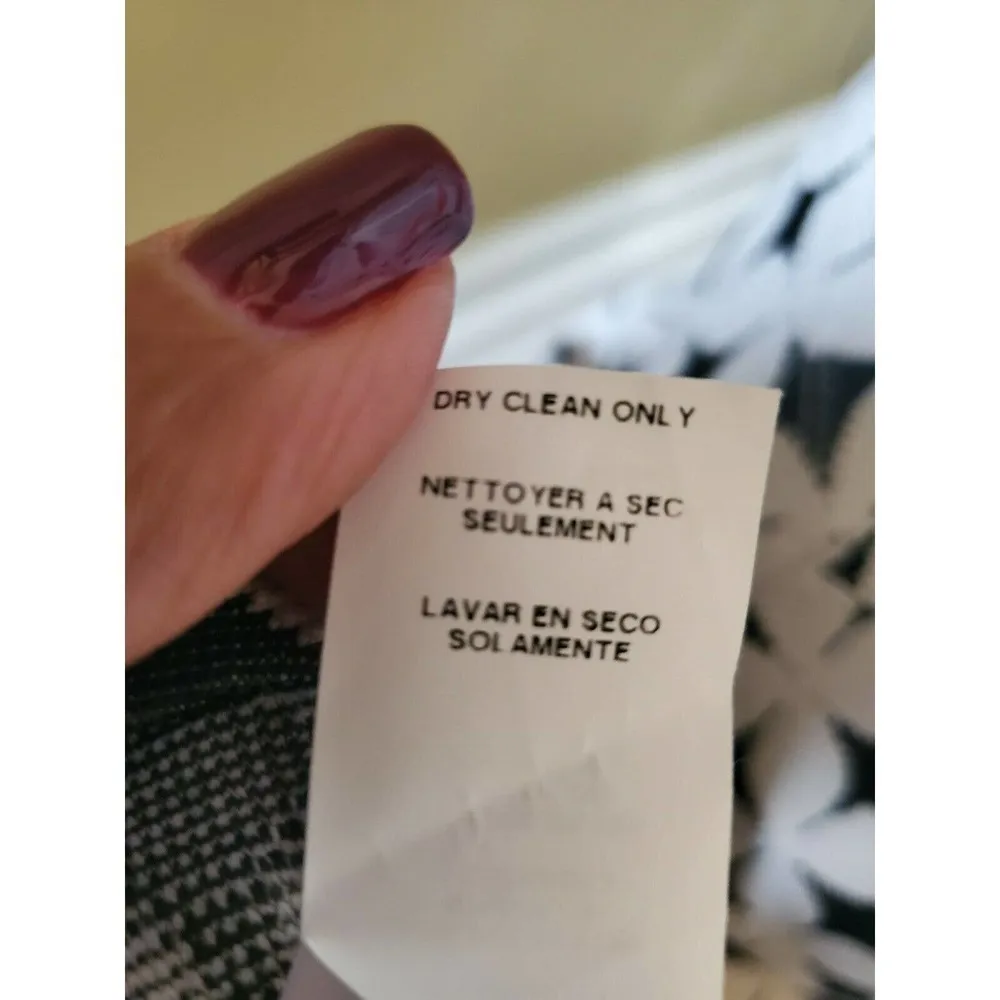 DRY CLEAN ONLY
NETTOYER A SEC
SEULEMENT
LAVAR EN SECO
SOLAMENTE